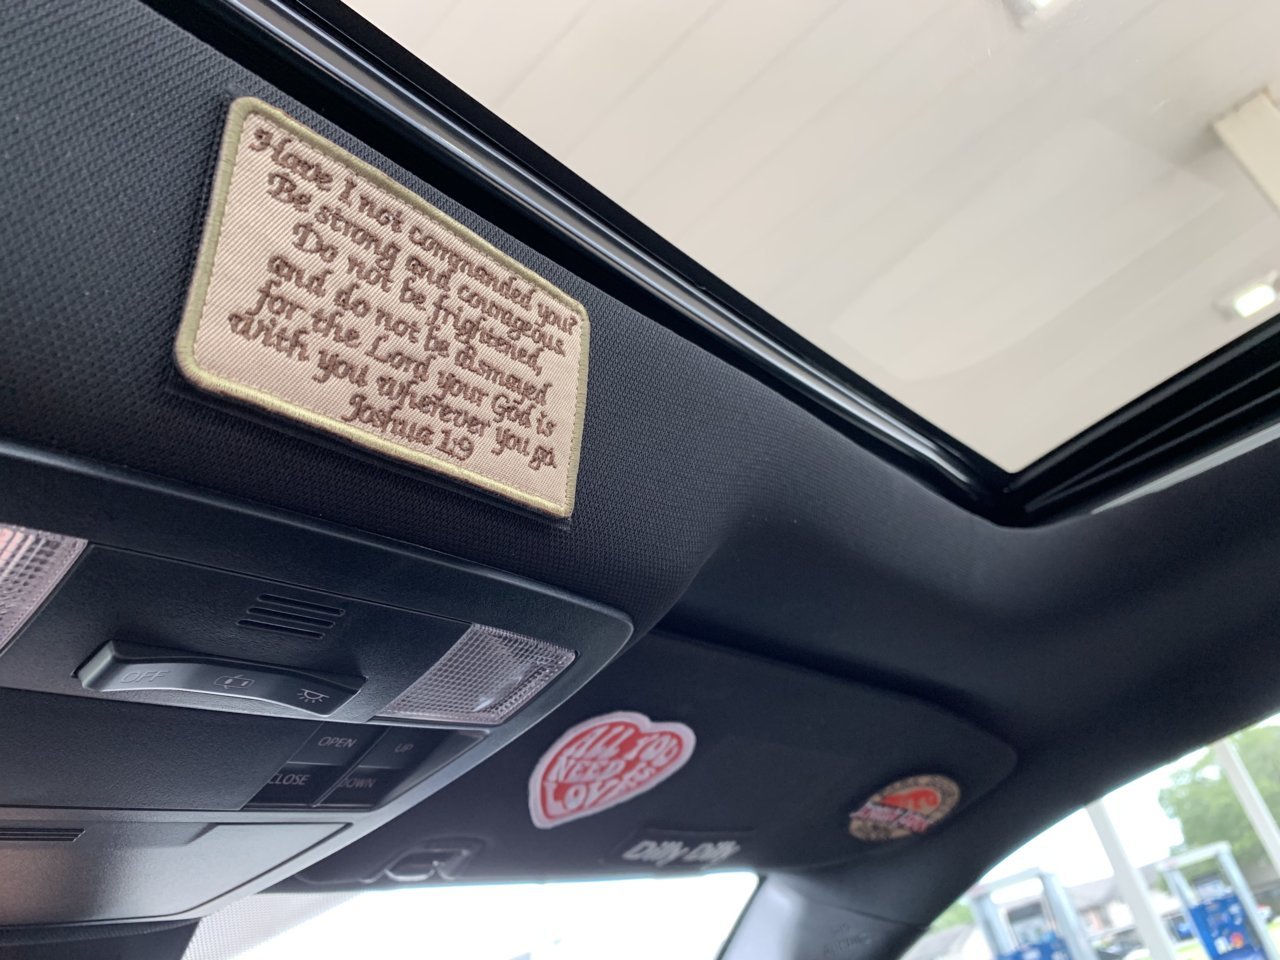 Have I not commanded you?
Be strong and courageous.
Do not be frightened,
and do not be dismayed
for the Lord your God is
with you wherever you go.
Joshua 1:9
OFF
OPEN
UP
CLOSE
DOWN
ALL YOU
NEED IS
LOVE
Dilly Dilly